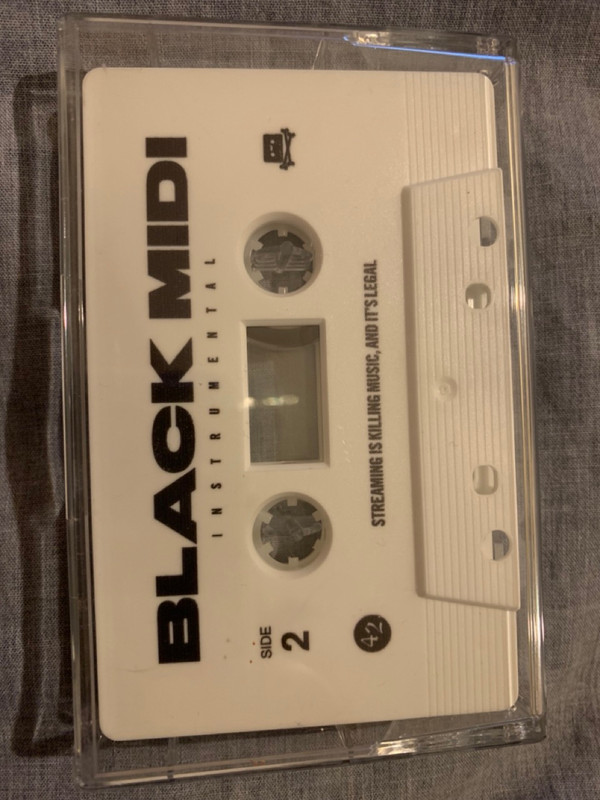 BLACK MIDI
INSTRUMENTAL
SIDE
2
STREAMING IS KILLING MUSIC, AND IT'S LEGAL
42